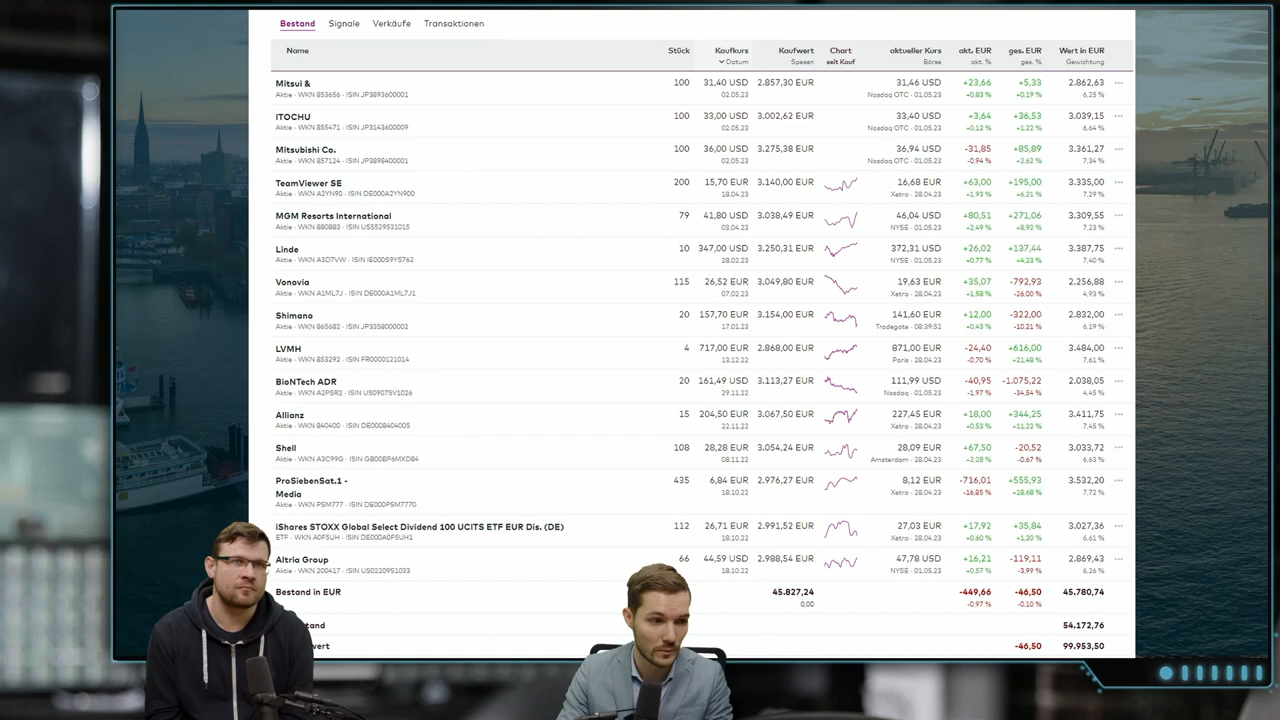 Bestand Signale Verkäufe Transaktionen
Name Stück Kaufkurs Kaufwert Chart aktueller Kurs akt. EUR ges. EUR Wert in EUR
Datum Spesen seit Kauf Börse akt. % ges. % Gewichtung
Mitsui & 100 31,40 USD 2.857,30 EUR 31,46 USD +23,66 +5,33 2.862,63
Aktie · WKN 853656 · ISIN JP3893600001 02.05.23 Nasdaq OTC · 01.05.23 +0,83 % +0,19 % 6,25 %
ITOCHU 100 33,00 USD 3.002,62 EUR 33,40 USD +3,64 +36,53 3.039,15
Aktie · WKN 855471 · ISIN JP3143600009 02.05.23 Nasdaq OTC · 01.05.23 +0,12 % +1,22 % 6,64 %
Mitsubishi Co. 100 36,00 USD 3.275,38 EUR 36,94 USD -31,85 +85,89 3.361,27
Aktie · WKN 857124 · ISIN JP3898400001 02.05.23 Nasdaq OTC · 01.05.23 -0,94 % +2,62 % 7,34 %
TeamViewer SE 200 15,70 EUR 3.140,00 EUR 16,68 EUR +63,00 +195,00 3.335,00
Aktie · WKN A2YN90 · ISIN DE000A2YN900 18.04.23 Xetra · 28.04.23 +1,93 % +6,21 % 7,29 %
MGM Resorts International 79 41,80 USD 3.038,49 EUR 46,04 USD +80,51 +271,06 3.309,55
Aktie · WKN 880883 · ISIN US5529531015 03.04.23 NYSE · 01.05.23 +2,49 % +8,92 % 7,23 %
Linde 10 347,00 USD 3.250,31 EUR 372,31 USD +26,02 +137,44 3.387,75
Aktie · WKN A3D7VW · ISIN IE000S9YS762 28.02.23 NYSE · 01.05.23 +0,77 % +4,23 % 7,40 %
Vonovia 115 26,52 EUR 3.049,80 EUR 19,63 EUR +35,07 -792,93 2.256,88
Aktie · WKN A1ML7J · ISIN DE000A1ML7J1 07.02.23 Xetra · 28.04.23 +1,58 % -26,00 % 4,93 %
Shimano 20 157,70 EUR 3.154,00 EUR 141,60 EUR +12,00 -322,00 2.832,00
Aktie · WKN 865682 · ISIN JP3358000002 17.01.23 Tradegate · 08:39:52 +0,43 % -10,21 % 6,19 %
LVMH 4 717,00 EUR 2.868,00 EUR 871,00 EUR -24,40 +616,00 3.484,00
Aktie · WKN 853292 · ISIN FR0000121014 13.12.22 Paris · 28.04.23 -0,70 % +21,48 % 7,61 %
BioNTech ADR 20 161,49 USD 3.113,27 EUR 111,99 USD -40,95 -1.075,22 2.038,05
Aktie · WKN A2PSR2 · ISIN US09075V1026 29.11.22 Nasdaq · 01.05.23 -1,97 % -34,54 % 4,45 %
Allianz 15 204,50 EUR 3.067,50 EUR 227,45 EUR +18,00 +344,25 3.411,75
Aktie · WKN 840400 · ISIN DE0008404005 22.11.22 Xetra · 28.04.23 +0,53 % +11,22 % 7,45 %
Shell 108 28,28 EUR 3.054,24 EUR 28,09 EUR +67,50 -20,52 3.033,72
Aktie · WKN A3C99G · ISIN GB00BP6MXD84 08.11.22 Amsterdam · 28.04.23 +2,28 % -0,67 % 6,63 %
ProSiebenSat.1 - 435 6,84 EUR 2.976,27 EUR 8,12 EUR -716,01 +555,93 3.532,20
Media 18.10.22 Xetra · 28.04.23 -16,85 % +18,68 % 7,72 %
Aktie · WKN PSM777 · ISIN DE000PSM7770
iShares STOXX Global Select Dividend 100 UCITS ETF EUR Dis. (DE) 112 26,71 EUR 2.991,52 EUR 27,03 EUR +17,92 +35,84 3.027,36
ETF · WKN A0F5UH · ISIN DE000A0F5UH1 18.10.22 Xetra · 28.04.23 +0,60 % +1,20 % 6,61 %
Altria Group 66 44,59 USD 2.988,54 EUR 47,78 USD +16,21 -119,11 2.869,43
Aktie · WKN 200417 · ISIN US02209S1033 18.10.22 NYSE · 01.05.23 +0,57 % -3,99 % 6,26 %
Bestand in EUR 45.827,24 -449,66 -46,50 45.780,74
0,00 -0,97 % -0,10 %
tand 54.172,76
wert -46,50 99.953,50